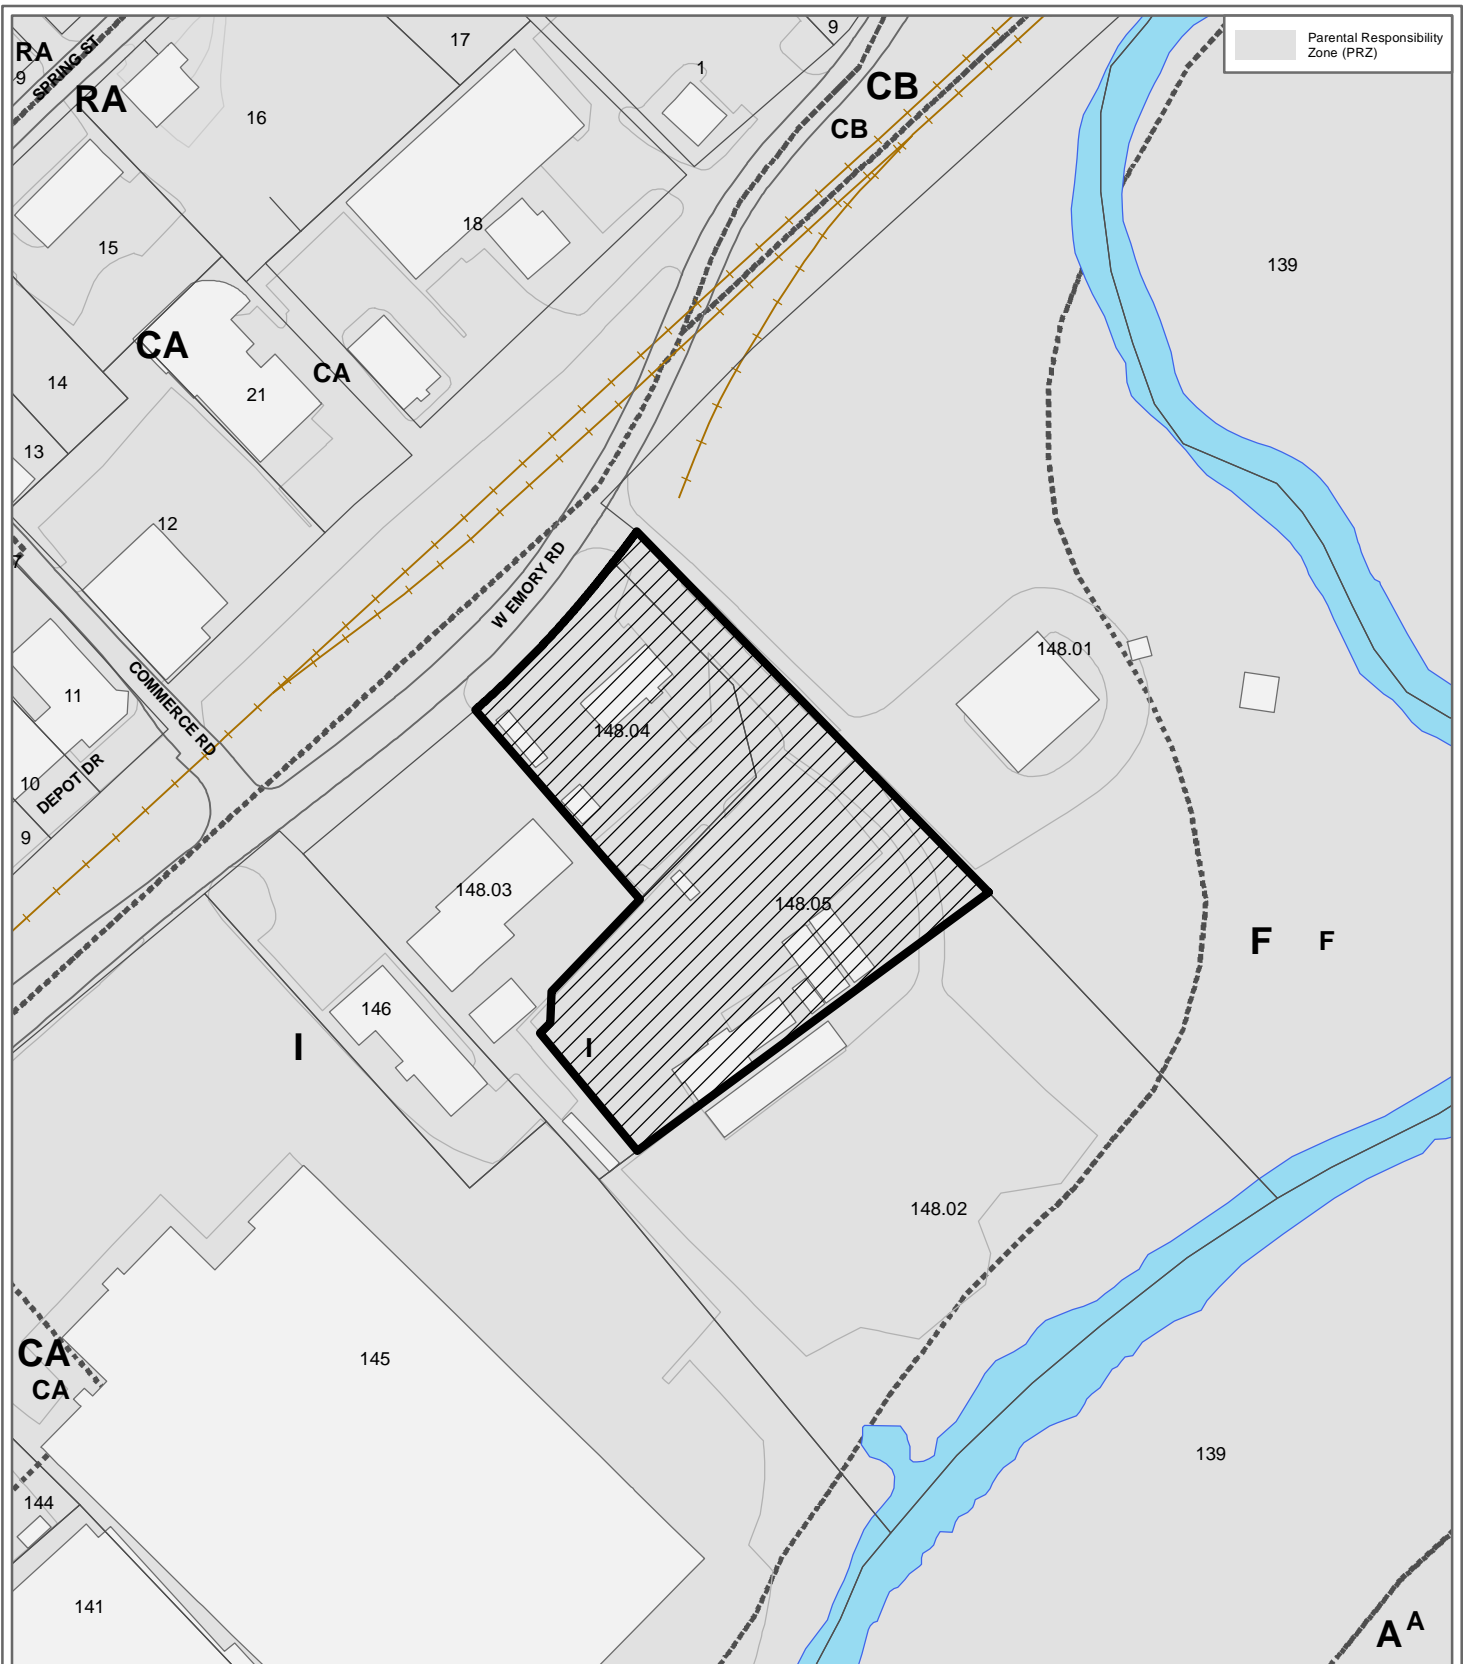 Parental Responsibility
Zone (PRZ)
17
9
RA
9
SPRING ST
RA
16
1
CB
CB
15
18
139
CA
CA
14
21
13
12
7
W EMORY RD
COMMERCE RD
11
148.01
148.04
10
DEPOT DR
9
148.03
148.05
F
F
146
I
I
148.02
CA
CA
145
139
144
141
A
A